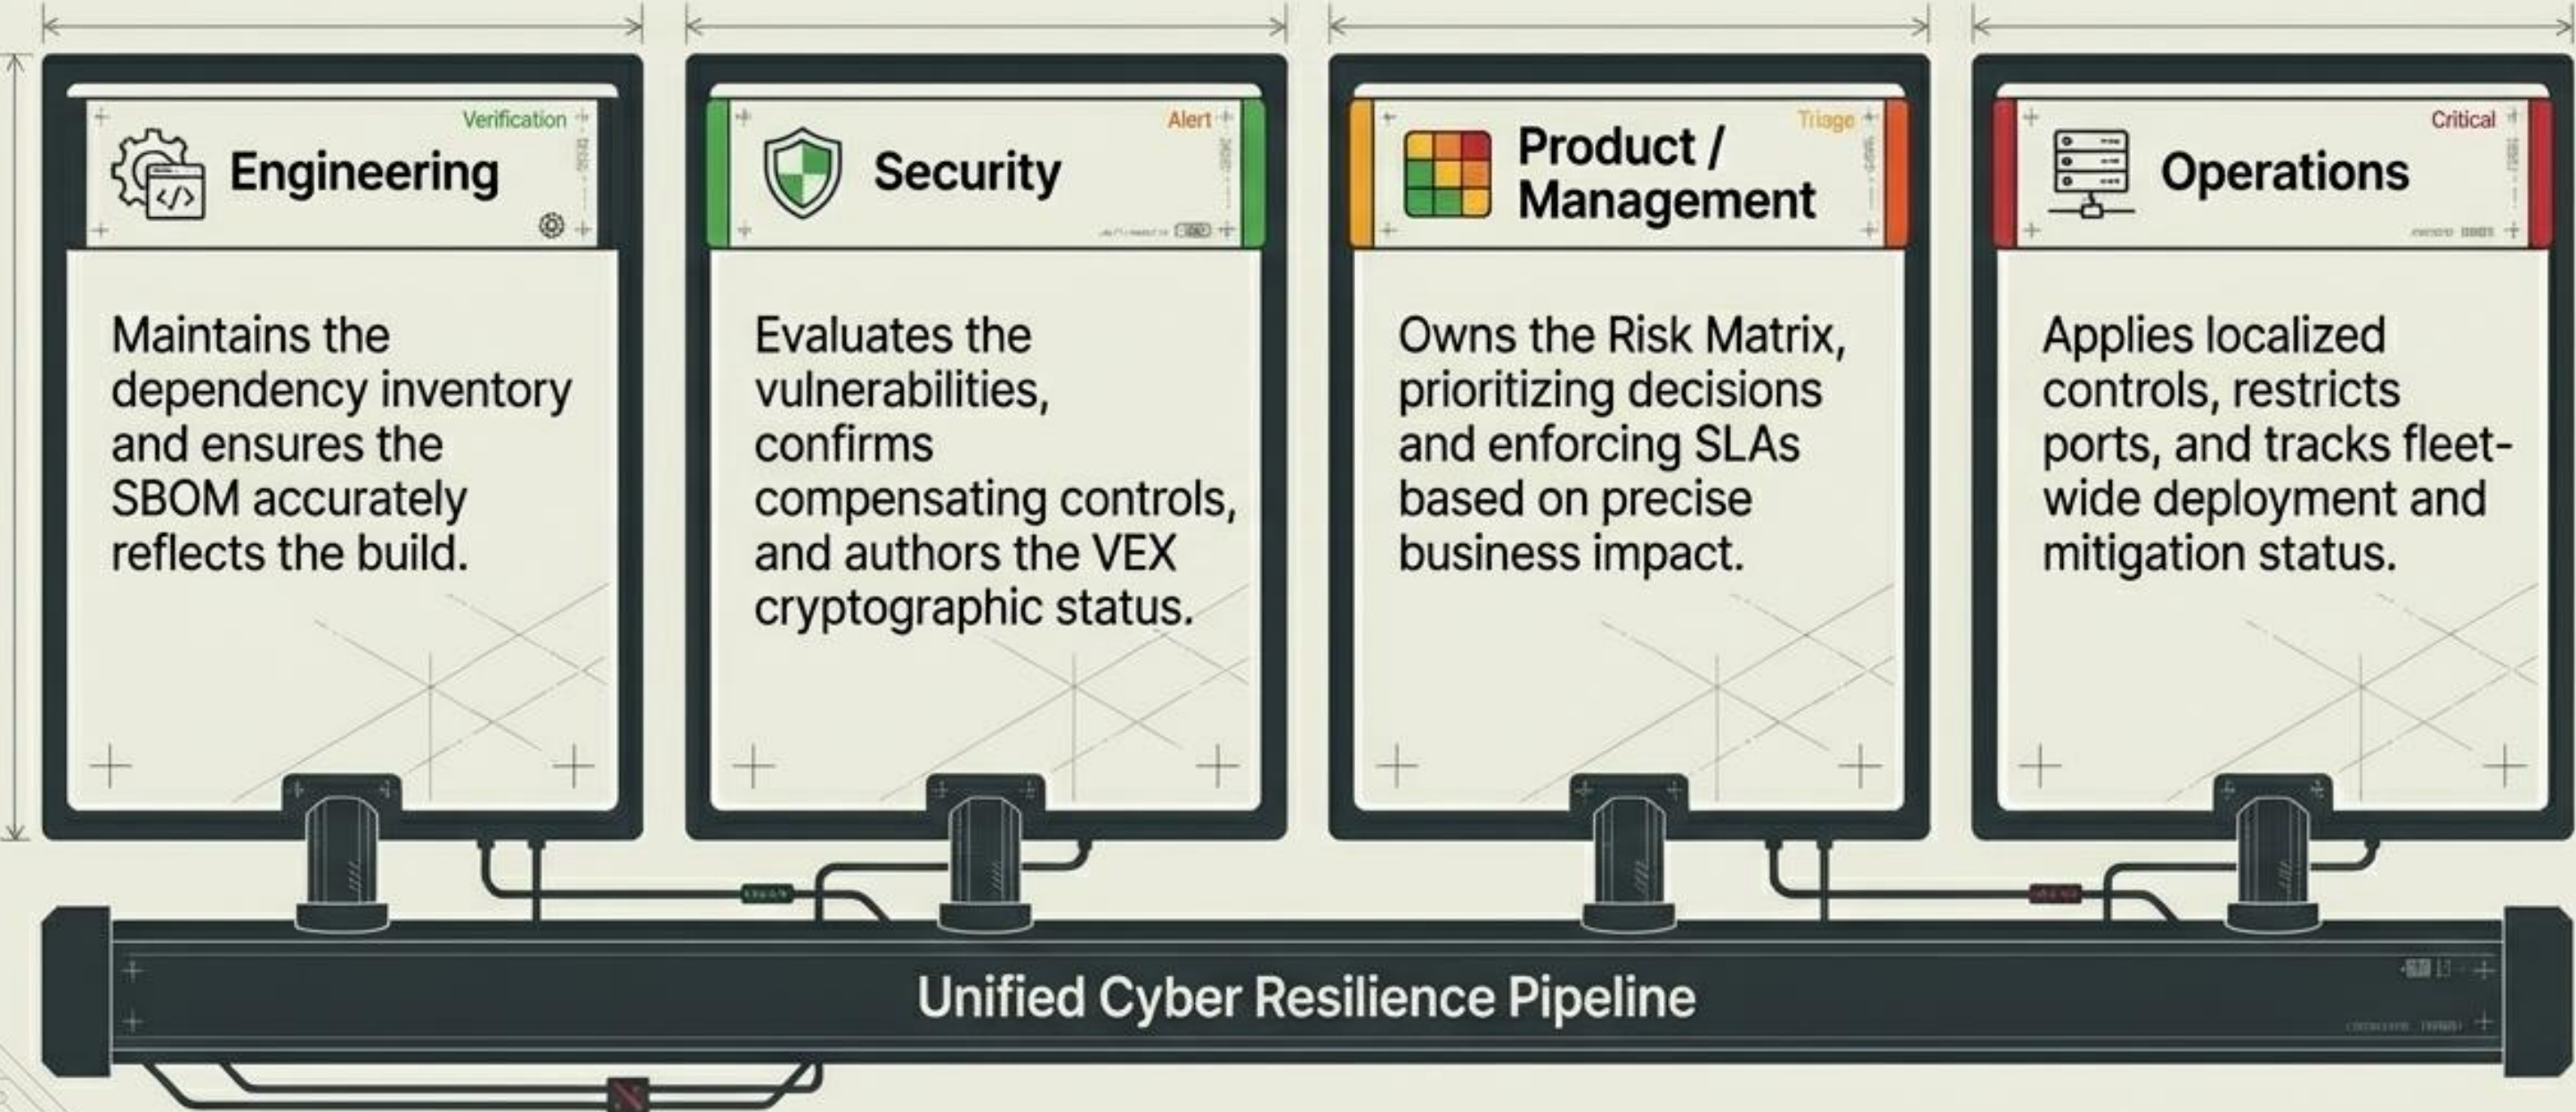 Verification
Engineering
Maintains the
dependency inventory
and ensures the
SBOM accurately
reflects the build.
Alert
Security
Evaluates the
vulnerabilities,
confirms
compensating controls,
and authors the VEX
cryptographic status.
Triage
Product /
Management
Owns the Risk Matrix,
prioritizing decisions
and enforcing SLAs
based on precise
business impact.
Critical
Operations
Applies localized
controls, restricts
ports, and tracks fleet-
wide deployment and
mitigation status.
Unified Cyber Resilience Pipeline